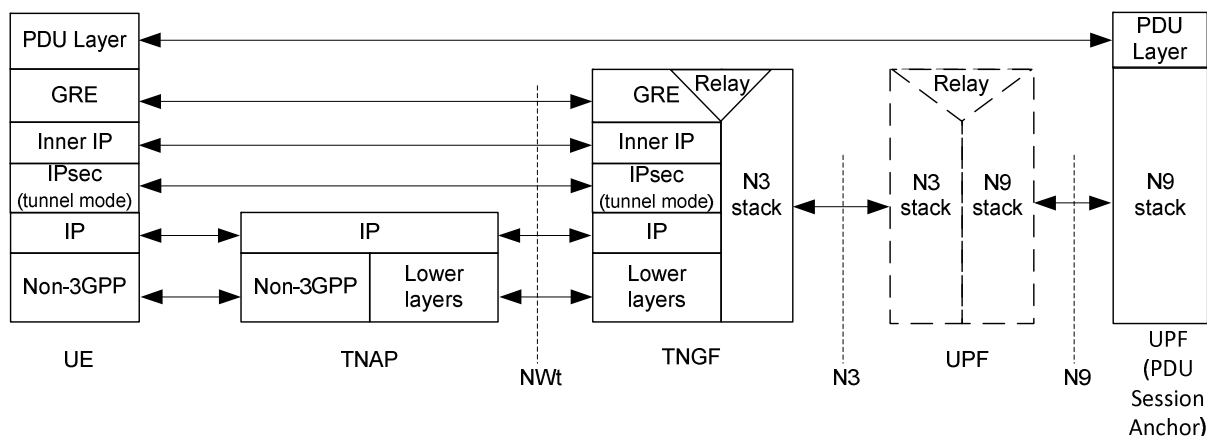 PDU Layer
GRE
Inner IP
IPsec
(tunnel mode)
IP
Non-3GPP
UE
IP
Non-3GPP
Lower
layers
TNAP
NWt
GRE
Relay
Inner IP
IPsec
(tunnel mode)
IP
Lower
layers
N3
stack
TNGF
N3
Relay
N3
stack
N9
stack
UPF
N9
PDU
Layer
N9
stack
UPF
(PDU
Session
Anchor)